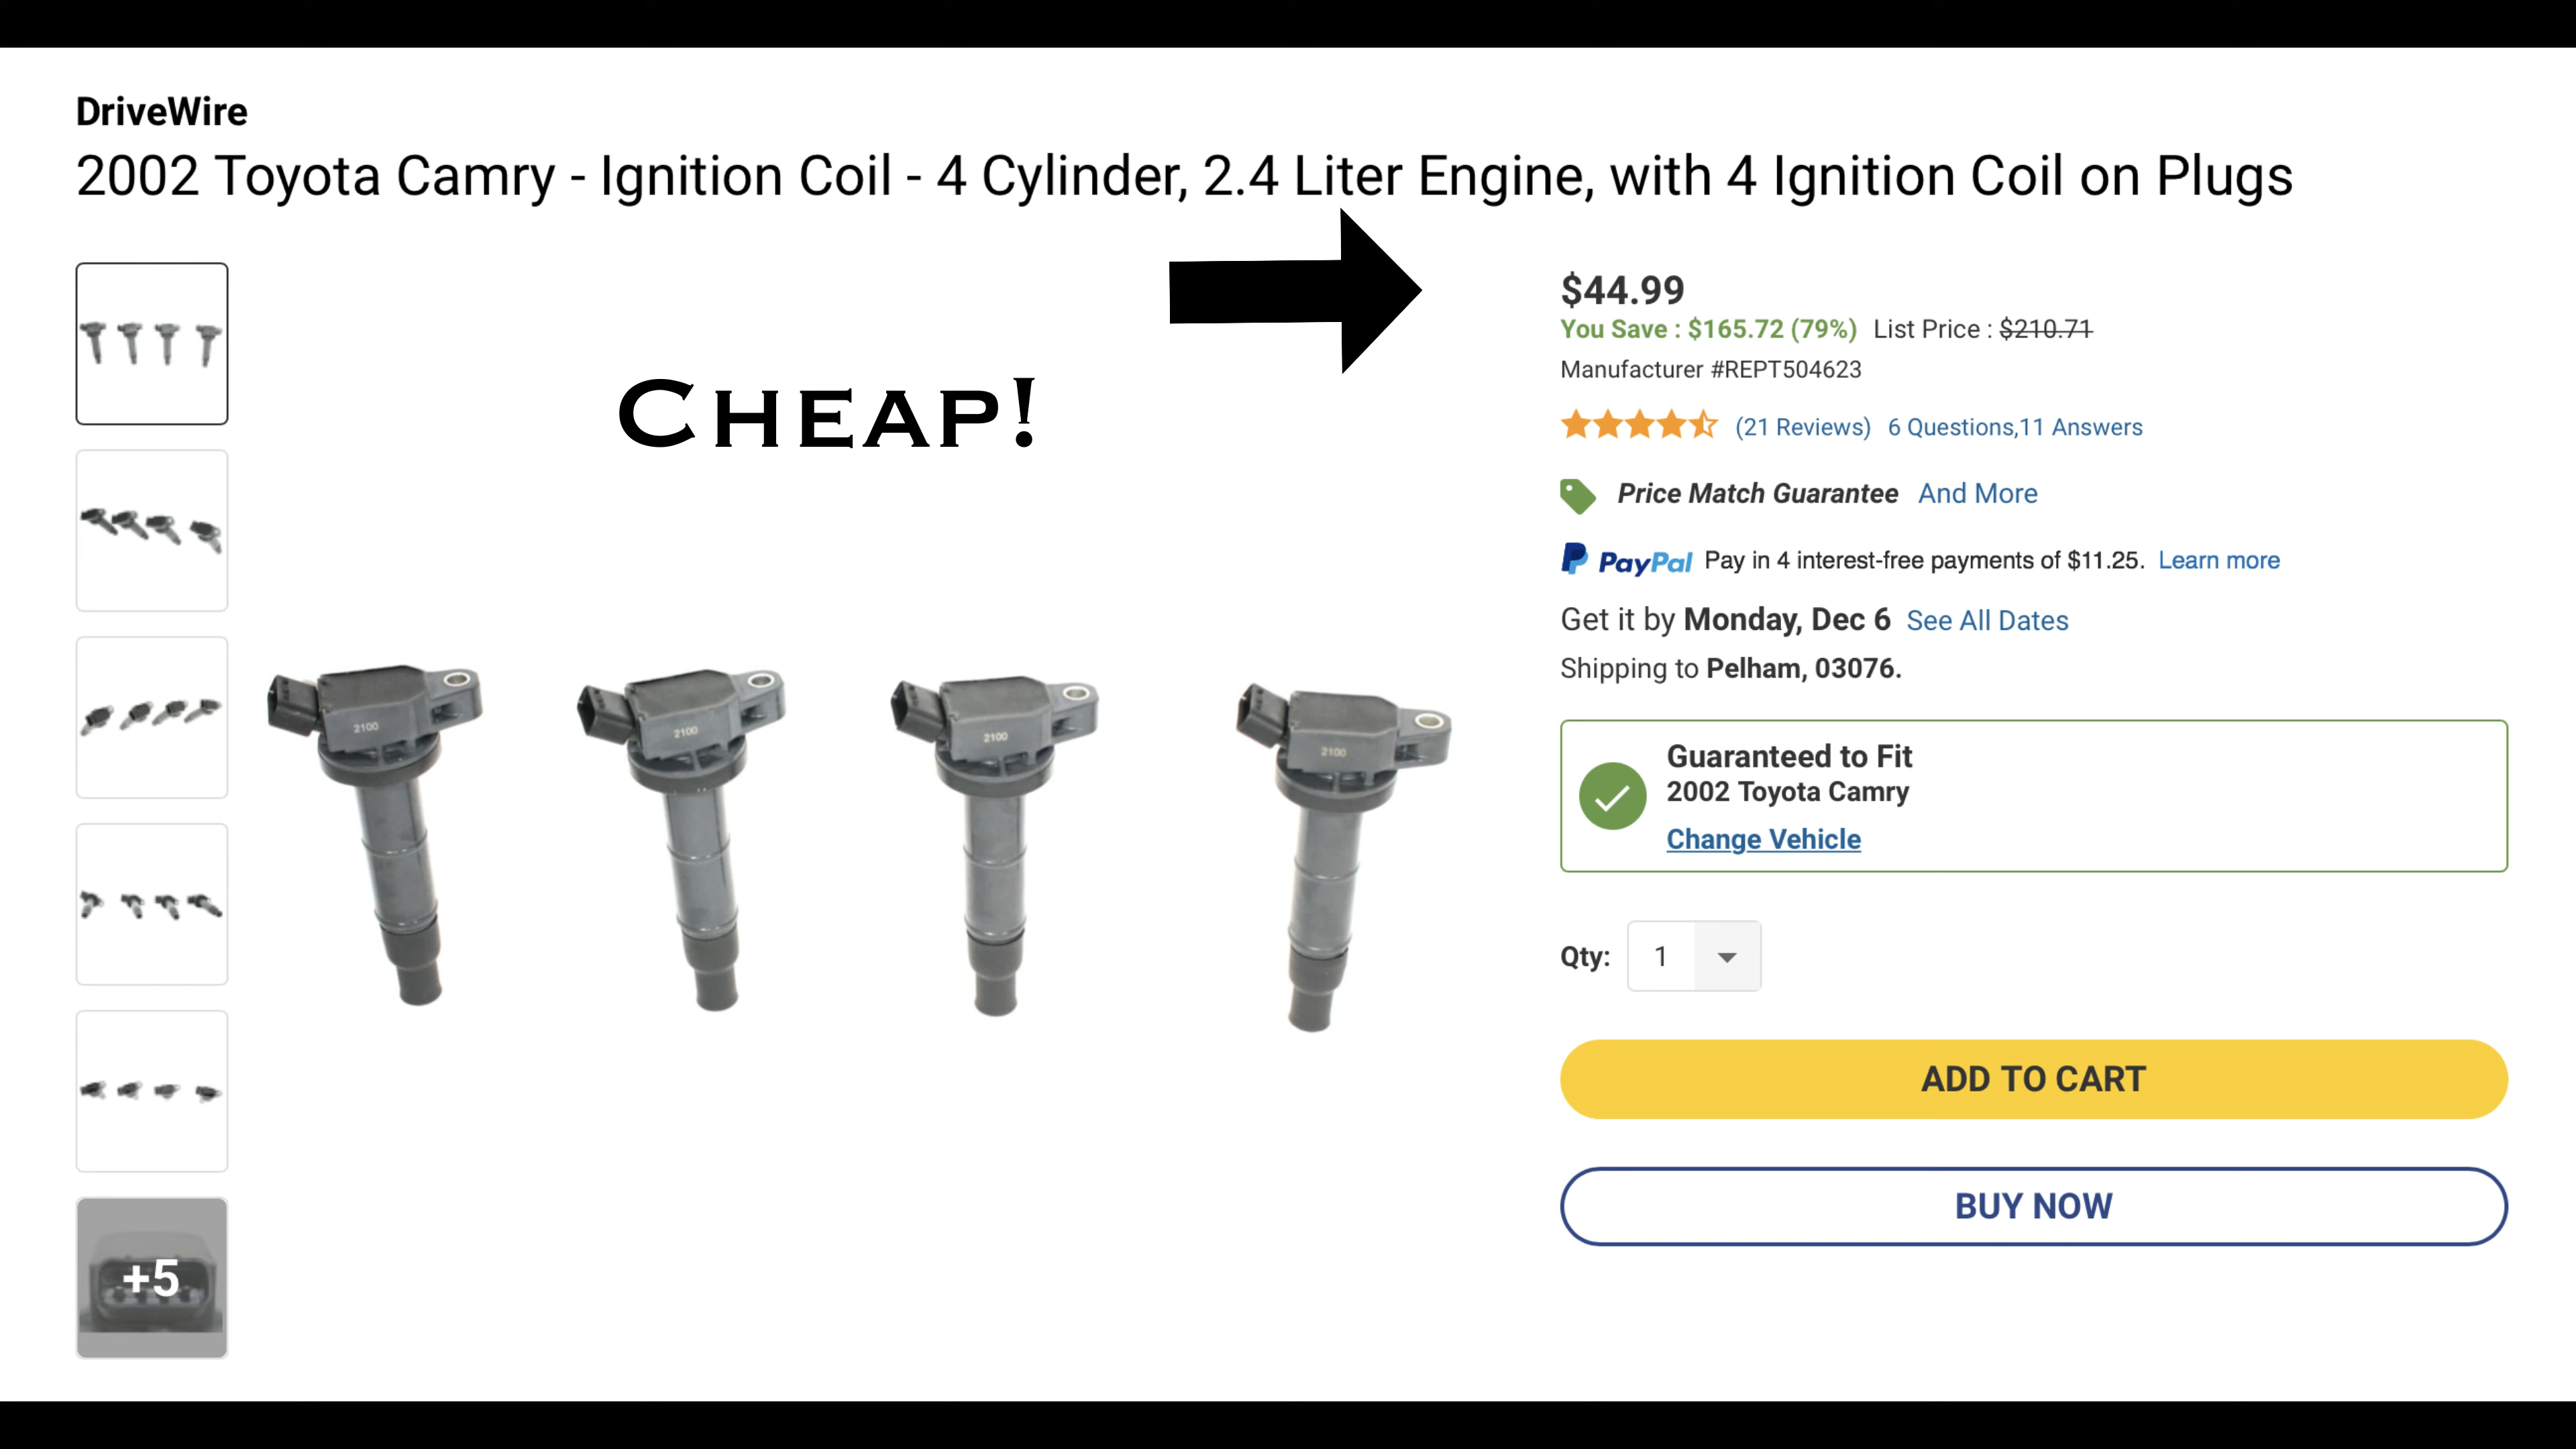 DriveWire
2002 Toyota Camry - Ignition Coil - 4 Cylinder, 2.4 Liter Engine, with 4 Ignition Coil on Plugs
CHEAP!
2100
2100
2100
2100
+5
$44.99
You Save : $165.72 (79%) List Price : $210.71
Manufacturer #REPT504623
(21 Reviews) 6 Questions,11 Answers
Price Match Guarantee And More
PayPal Pay in 4 interest-free payments of $11.25. Learn more
Get it by Monday, Dec 6 See All Dates
Shipping to Pelham, 03076.
Guaranteed to Fit
2002 Toyota Camry
Change Vehicle
Qty: 1
ADD TO CART
BUY NOW